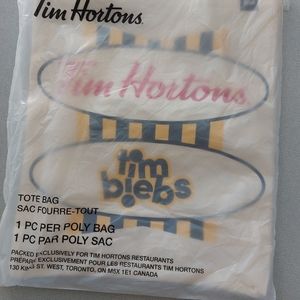 Tim Hortons
Tim Hortons
tim
biebs
TOTE BAG
SAC FOURRE-TOUT
1 PC PER POLY BAG
1 PC PAR POLY SAC
PACKED EXCLUSIVELY FOR TIM HORTONS RESTAURANTS
PRÉPARÉ EXCLUSIVEMENT POUR LES RESTAURANTS TIM HORTONS
130 KING ST. WEST, TORONTO, ON M5X 1E1 CANADA